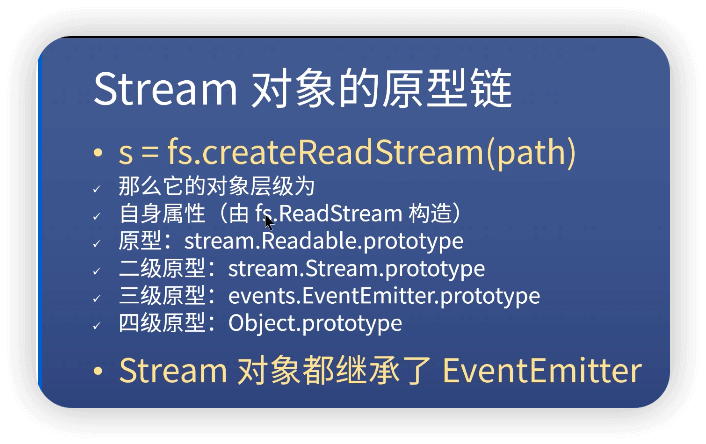 Stream 对象的原型链
• s = fs.createReadStream(path)
✓ 那么它的对象层级为
✓ 自身属性（由 fs.ReadStream 构造）
✓ 原型：stream.Readable.prototype
✓ 二级原型：stream.Stream.prototype
✓ 三级原型：events.EventEmitter.prototype
✓ 四级原型：Object.prototype
• Stream 对象都继承了 EventEmitter